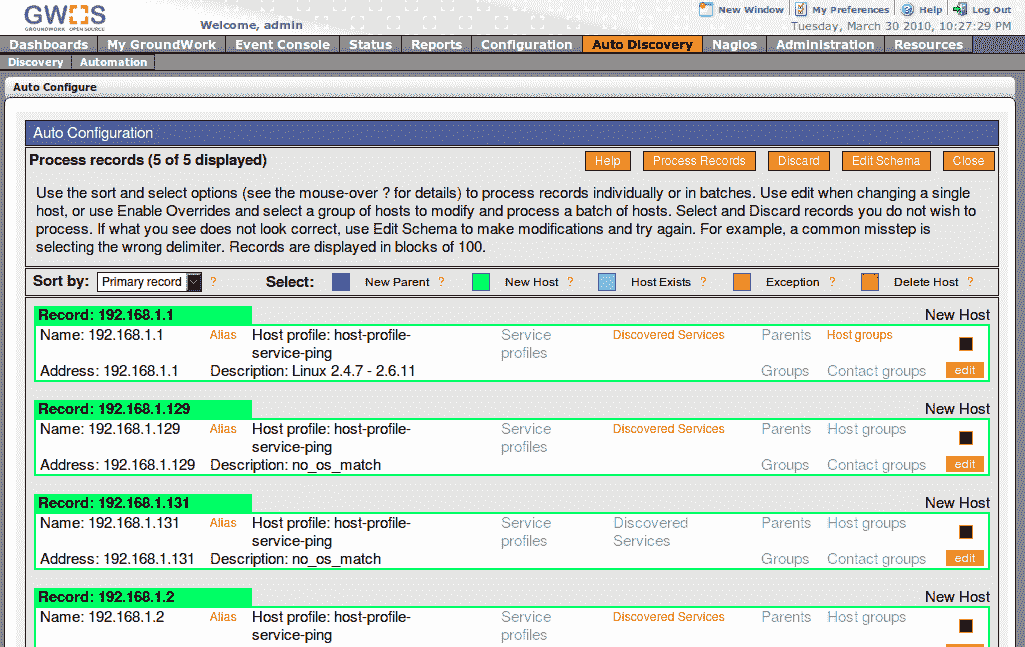 GWOS
GROUNDWORK OPEN SOURCE
Welcome, admin
New Window My Preferences Help Log Out
Tuesday, March 30 2010, 10:27:29 PM
Dashboards My GroundWork Event Console Status Reports Configuration Auto Discovery Nagios Administration Resources
Discovery Automation
Auto Configure
Auto Configuration
Process records (5 of 5 displayed) Help Process Records Discard Edit Schema Close
Use the sort and select options (see the mouse-over ? for details) to process records individually or in batches. Use edit when changing a single
host, or use Enable Overrides and select a group of hosts to modify and process a batch of hosts. Select and Discard records you do not wish to
process. If what you see does not look correct, use Edit Schema to make modifications and try again. For example, a common misstep is
selecting the wrong delimiter. Records are displayed in blocks of 100.
Sort by: Primary record ? Select: New Parent ? New Host ? Host Exists ? Exception ? Delete Host ?
Record: 192.168.1.1 New Host
Name: 192.168.1.1 Alias Host profile: host-profile- Service Discovered Services Parents Host groups
service-ping profiles
Address: 192.168.1.1 Description: Linux 2.4.7 - 2.6.11 Groups Contact groups edit
Record: 192.168.1.129 New Host
Name: 192.168.1.129 Alias Host profile: host-profile- Service Discovered Services Parents Host groups
service-ping profiles
Address: 192.168.1.129 Description: no_os_match Groups Contact groups edit
Record: 192.168.1.131 New Host
Name: 192.168.1.131 Alias Host profile: host-profile- Service Discovered Parents Host groups
service-ping profiles Services
Address: 192.168.1.131 Description: no_os_match Groups Contact groups edit
Record: 192.168.1.2 New Host
Name: 192.168.1.2 Alias Host profile: host-profile- Service Discovered Services Parents Host groups
service-ping profiles